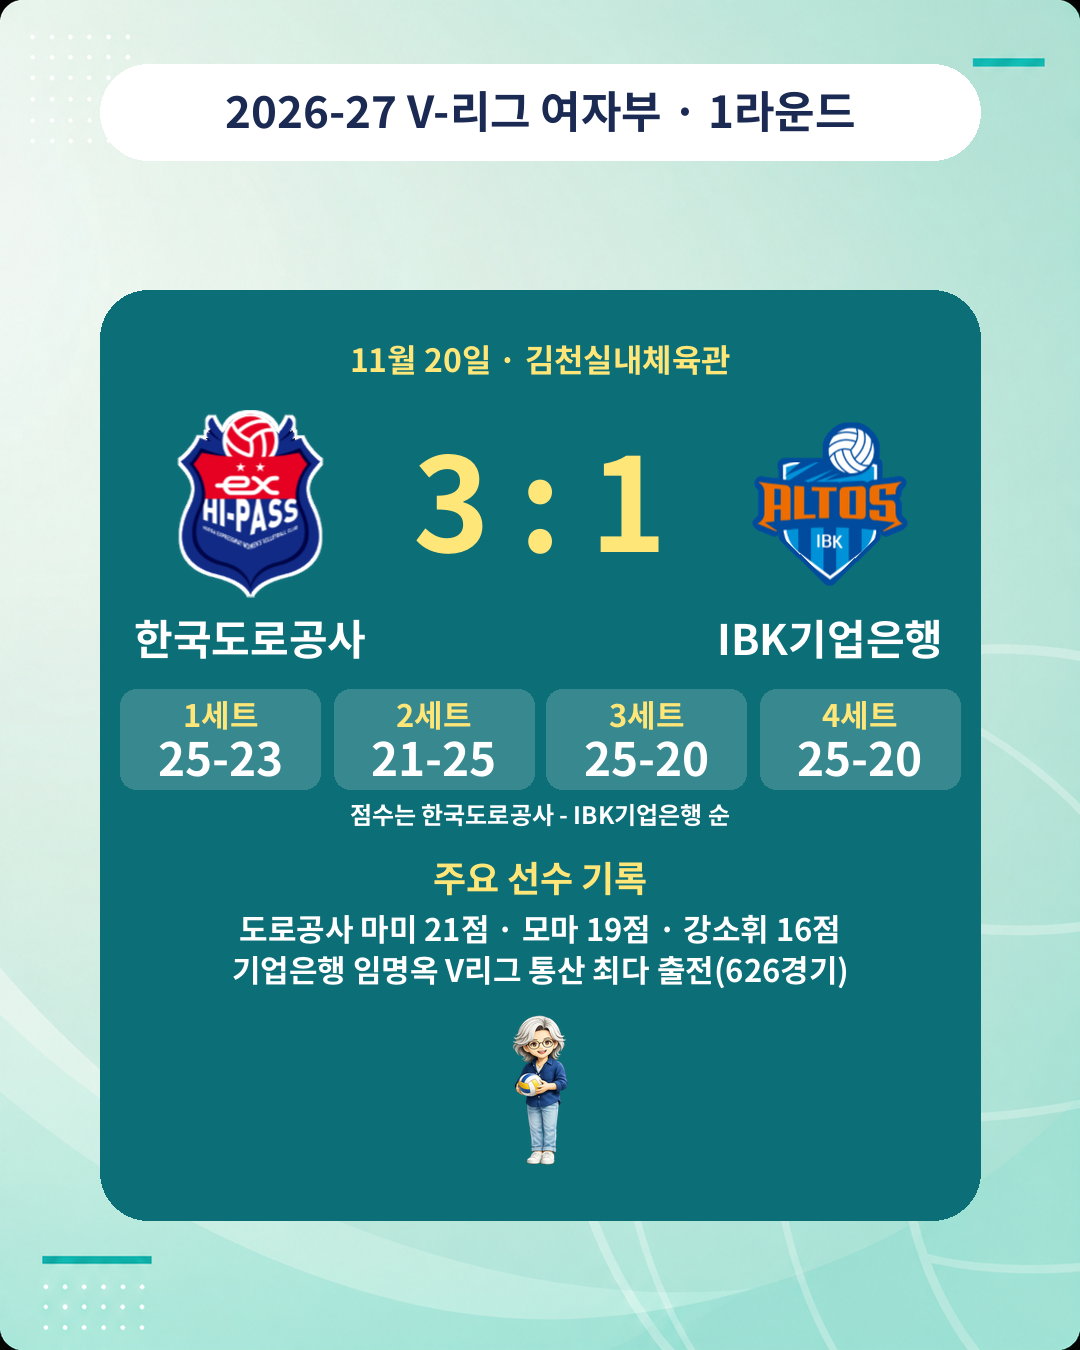 2026-27 V-리그 여자부 · 1라운드
11월 20일 · 김천실내체육관
ex
HI-PASS
3 : 1
ALTOS
IBK
한국도로공사
IBK기업은행
1세트
25-23
2세트
21-25
3세트
25-20
4세트
25-20
점수는 한국도로공사 - IBK기업은행 순
주요 선수 기록
도로공사 마미 21점 · 모마 19점 · 강소휘 16점
기업은행 임명옥 V리그 통산 최다 출전(626경기)